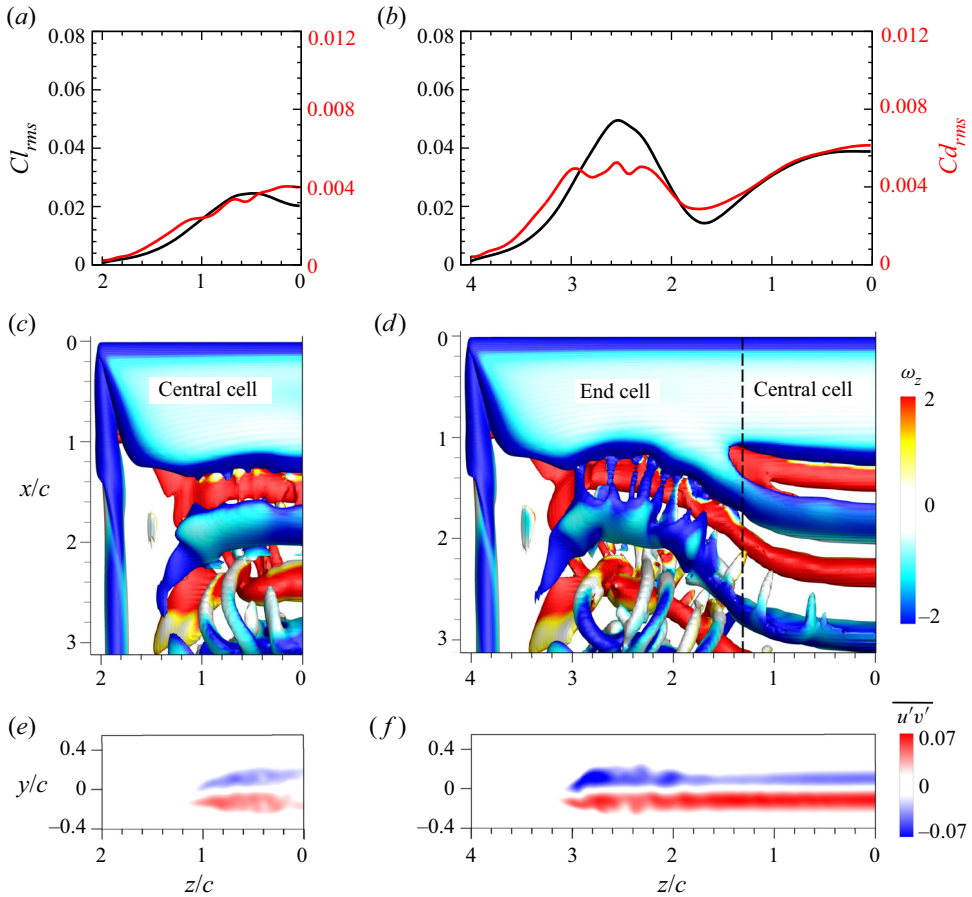 (a) (b)
0.08 0.012 0.08 0.012
0.06 0.008 0.06 0.008
Cl_rms 0.04 0.04 Cd_rms
0.004 0.004
0.02 0.02
0 0 0 0
2 1 0 4 3 2 1 0
(c) (d)
0 0
Central cell End cell Central cell ω_z
2
1 1
x/c 0
2 2
−2
3 3
2 1 0 4 3 2 1 0
(e) (f) u′v′
0.4 0.4 0.07
y/c 0 0 0
−0.4 −0.4 −0.07
2 1 0 4 3 2 1 0
z/c z/c